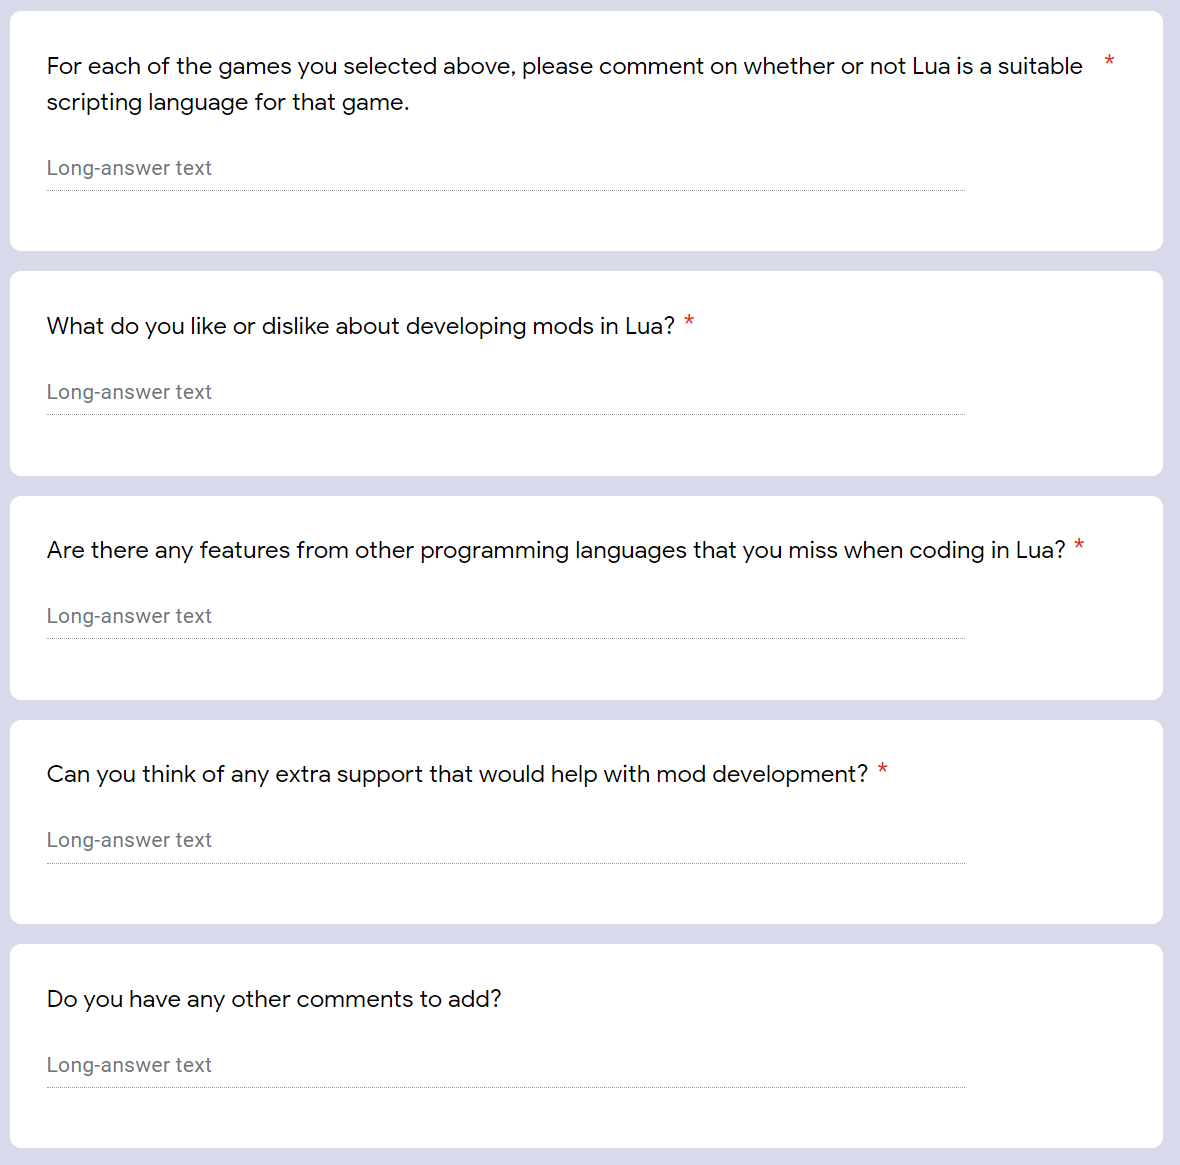 For each of the games you selected above, please comment on whether or not Lua is a suitable *
scripting language for that game.
Long-answer text
What do you like or dislike about developing mods in Lua? *
Long-answer text
Are there any features from other programming languages that you miss when coding in Lua? *
Long-answer text
Can you think of any extra support that would help with mod development? *
Long-answer text
Do you have any other comments to add?
Long-answer text